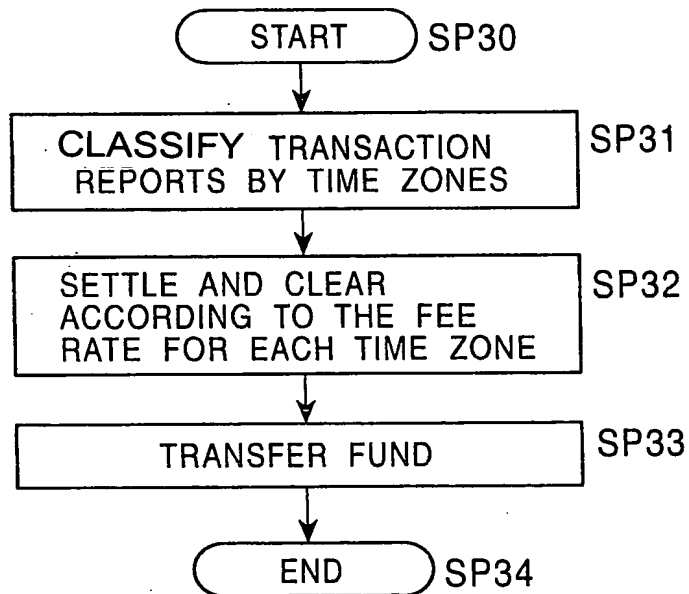 START SP30
CLASSIFY TRANSACTION SP31
REPORTS BY TIME ZONES
SETTLE AND CLEAR SP32
ACCORDING TO THE FEE
RATE FOR EACH TIME ZONE
TRANSFER FUND SP33
END SP34